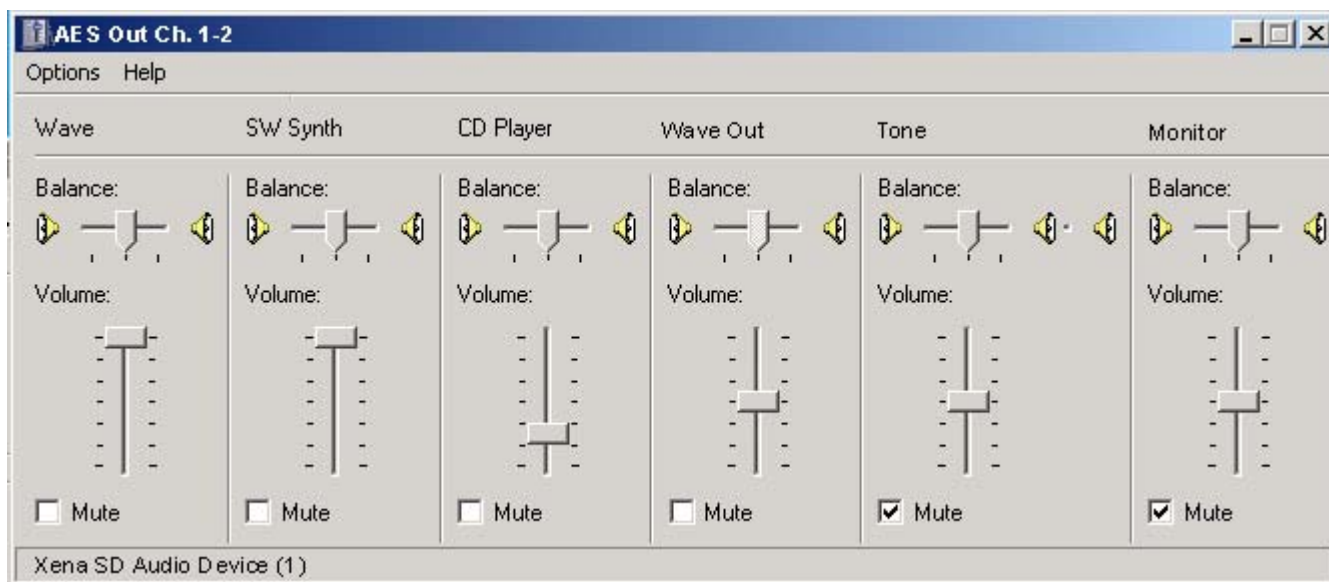 AES Out Ch. 1-2
Options Help
Wave SW Synth CD Player Wave Out Tone Monitor
Balance: Balance: Balance: Balance: Balance: Balance:
Volume: Volume: Volume: Volume: Volume: Volume:
Mute Mute Mute Mute Mute Mute
Xena SD Audio Device (1)